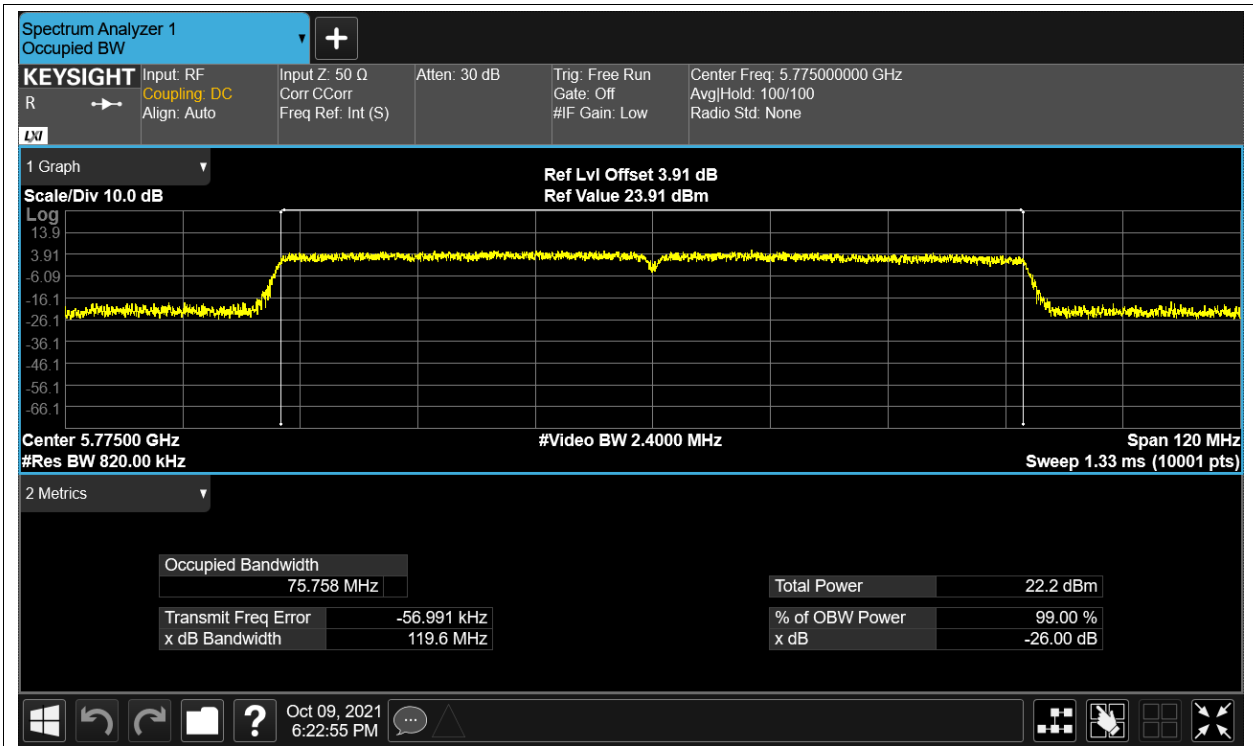 Spectrum Analyzer 1
Occupied BW
KEYSIGHT
R
LXI
Input: RF
Coupling: DC
Align: Auto
Input Z: 50 Ω
Corr CCorr
Freq Ref: Int (S)
Atten: 30 dB
Trig: Free Run
Gate: Off
#IF Gain: Low
Center Freq: 5.775000000 GHz
Avg|Hold: 100/100
Radio Std: None
1 Graph
Scale/Div 10.0 dB
Ref Lvl Offset 3.91 dB
Ref Value 23.91 dBm
Log
13.9
3.91
-6.09
-16.1
-26.1
-36.1
-46.1
-56.1
-66.1
Center 5.77500 GHz
#Res BW 820.00 kHz
#Video BW 2.4000 MHz
Span 120 MHz
Sweep 1.33 ms (10001 pts)
2 Metrics
Occupied Bandwidth
75.758 MHz
Transmit Freq Error -56.991 kHz
x dB Bandwidth 119.6 MHz
Total Power 22.2 dBm
% of OBW Power 99.00 %
x dB -26.00 dB
?
Oct 09, 2021
6:22:55 PM